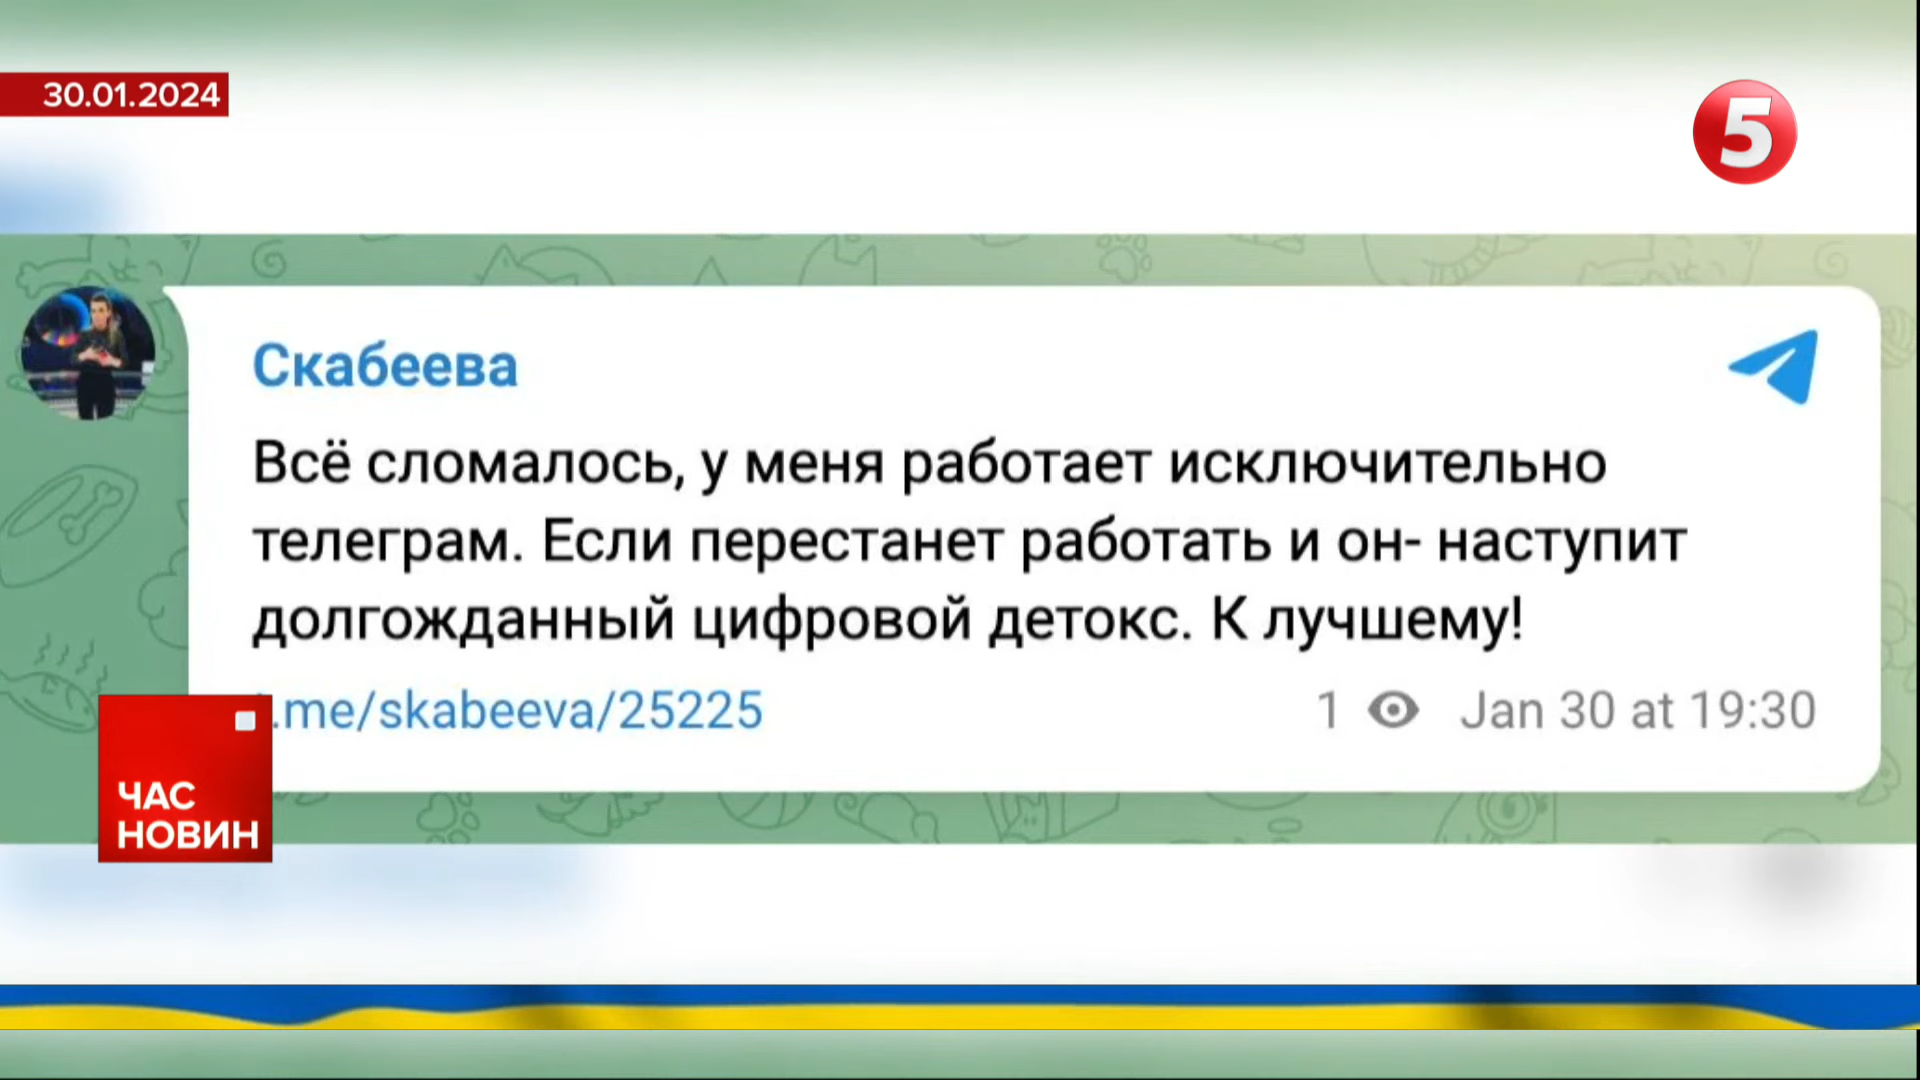 30.01.2024
5
Скабеева
Всё сломалось, у меня работает исключительно
телеграм. Если перестанет работать и он- наступит
долгожданный цифровой детокс. К лучшему!
.me/skabeeva/25225
1 Jan 30 at 19:30
ЧАС
НОВИН